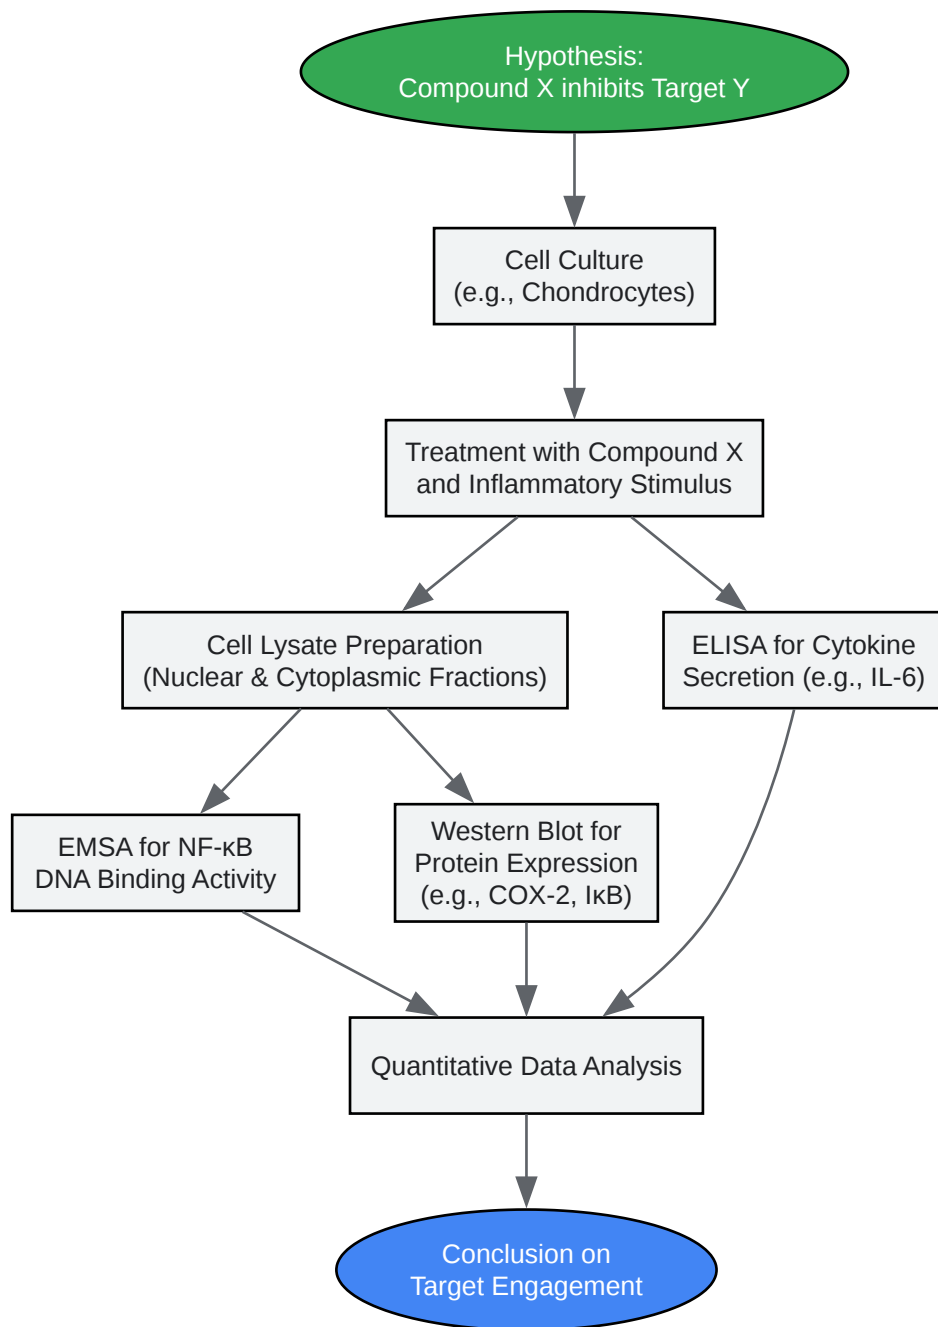 Hypothesis:
Compound X inhibits Target Y
Cell Culture
(e.g., Chondrocytes)
Treatment with Compound X
and Inflammatory Stimulus
Cell Lysate Preparation
(Nuclear & Cytoplasmic Fractions)
ELISA for Cytokine
Secretion (e.g., IL-6)
EMSA for NF-κB
DNA Binding Activity
Western Blot for
Protein Expression
(e.g., COX-2, IκB)
Quantitative Data Analysis
Conclusion on
Target Engagement